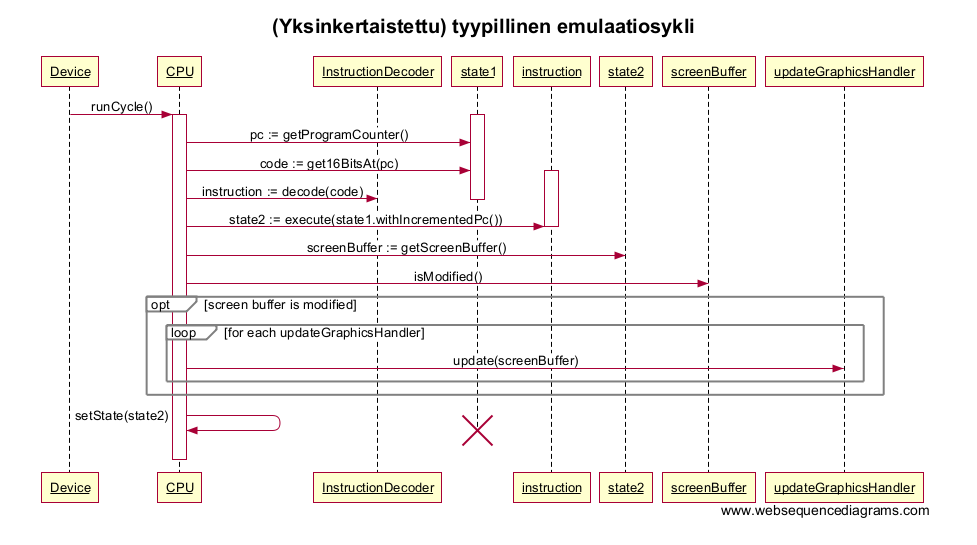 (Yksinkertaistettu) tyypillinen emulaatiosykli
Device CPU InstructionDecoder state1 instruction state2 screenBuffer updateGraphicsHandler
runCycle()
pc := getProgramCounter()
code := get16BitsAt(pc)
instruction := decode(code)
state2 := execute(state1.withIncrementedPc())
screenBuffer := getScreenBuffer()
isModified()
opt [screen buffer is modified]
loop [for each updateGraphicsHandler]
update(screenBuffer)
setState(state2)
Device CPU InstructionDecoder instruction state2 screenBuffer updateGraphicsHandler
www.websequencediagrams.com